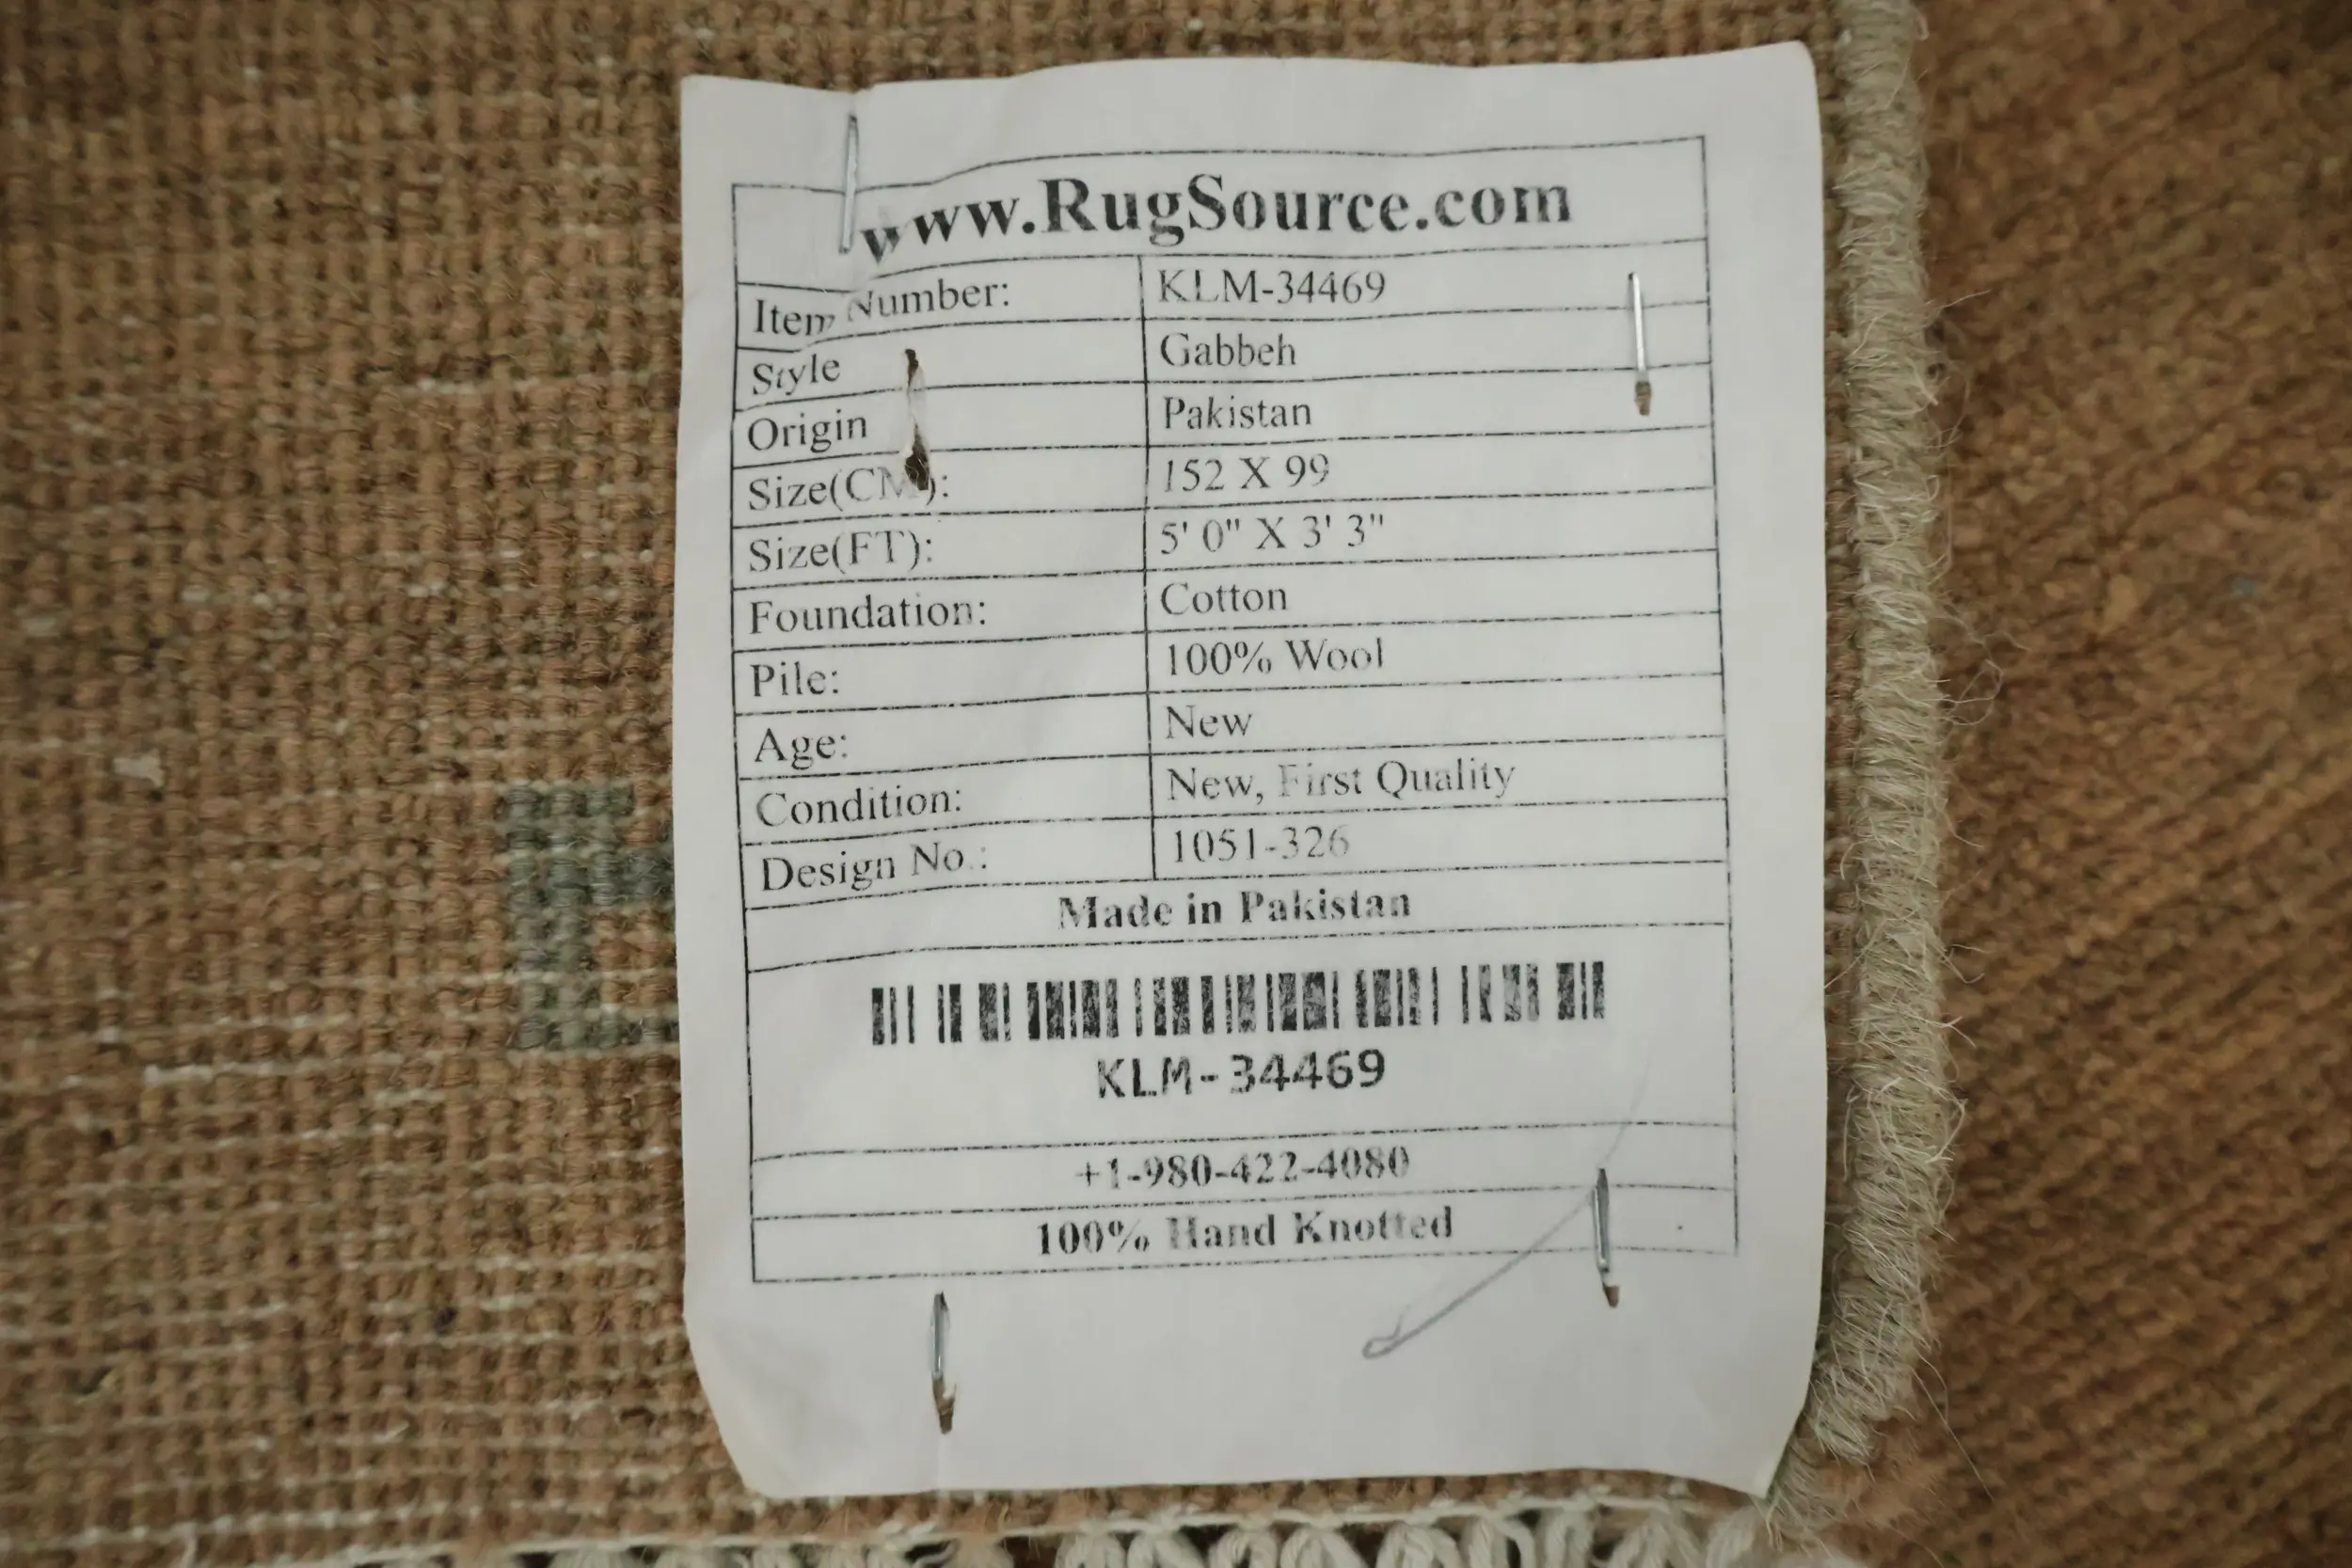 www.RugSource.com
Item Number: KLM-34469
Style Gabbeh
Origin Pakistan
Size(CM): 152 X 99
Size(FT): 5' 0" X 3' 3"
Foundation: Cotton
Pile: 100% Wool
Age: New
Condition: New, First Quality
Design No.: 1051-326
Made in Pakistan
KLM-34469
+1-980-422-4080
100% Hand Knotted